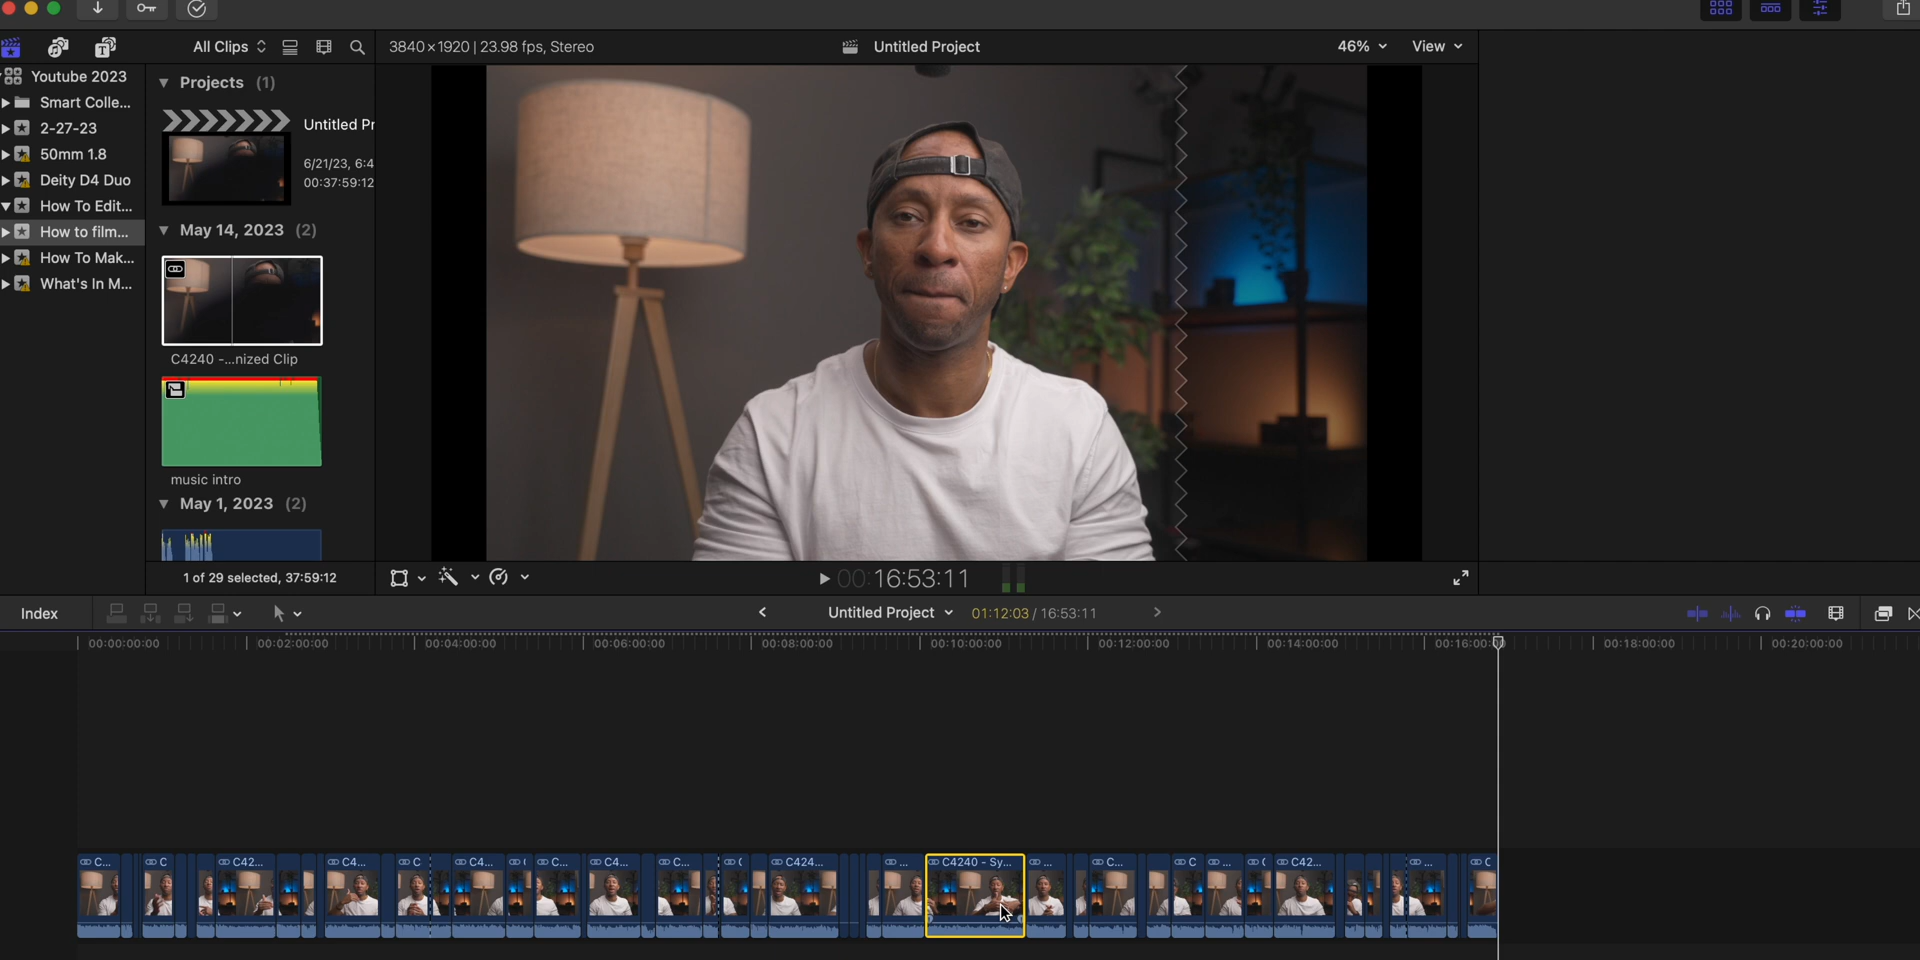 All Clips
3840 × 1920 | 23.98 fps, Stereo
Untitled Project
46%
View
Youtube 2023
Smart Colle...
2-27-23
50mm 1.8
Deity D4 Duo
How To Edit...
How to film...
How To Mak...
What's In M...
Projects (1)
Untitled Pr
6/21/23, 6:4
00:37:59:12
May 14, 2023 (2)
C4240 -...nized Clip
music intro
May 1, 2023 (2)
1 of 29 selected, 37:59:12
00:16:53:11
Index
Untitled Project
01:12:03 / 16:53:11
00:00:00:00
00:02:00:00
00:04:00:00
00:06:00:00
00:08:00:00
00:10:00:00
00:12:00:00
00:14:00:00
00:16:00:00
00:18:00:00
00:20:00:00
C...
C
C42...
C4...
C
C4...
C...
C4...
C...
C424...
...
C4240 - Sy...
...
C...
C
...
C42...
...
C